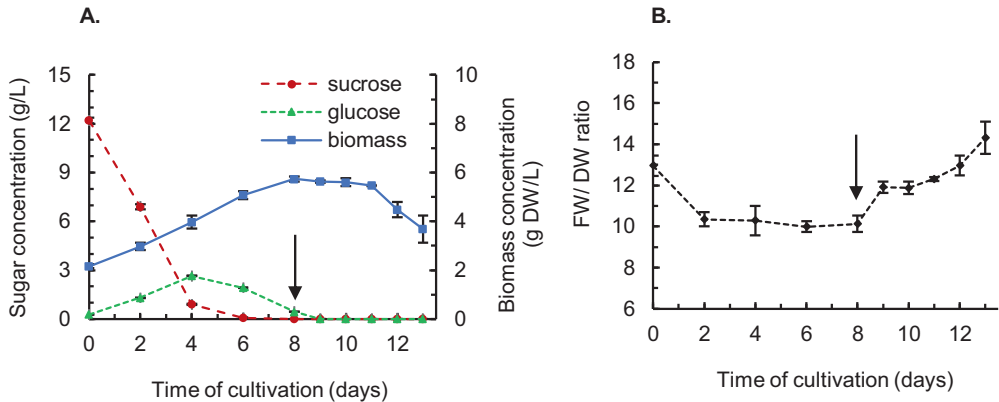 A.
Sugar concentration (g/L)
15
12
9
6
3
0
sucrose
glucose
biomass
10
8
6
4
2
0
Biomass concentration
(g DW/L)
0 2 4 6 8 10 12
Time of cultivation (days)
B.
FW/ DW ratio
18
16
14
12
10
8
6
0 2 4 6 8 10 12
Time of cultivation (days)